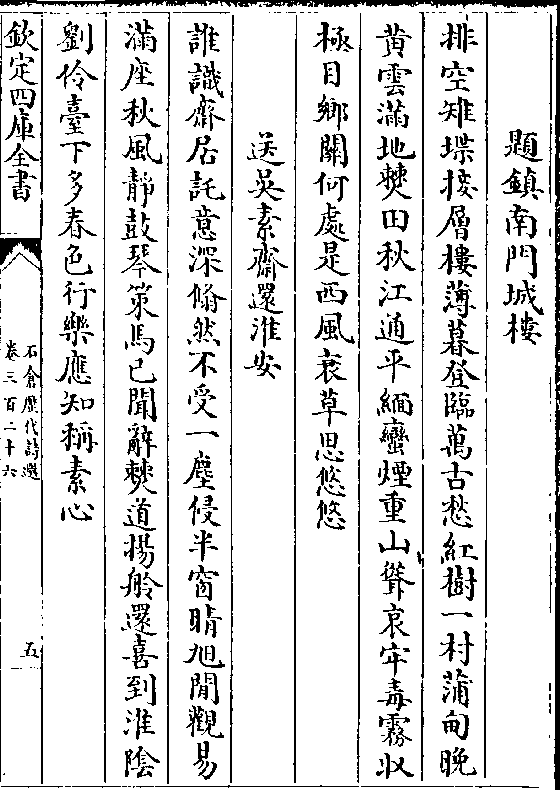 題鎮南門城樓
排空雉堞接層樓薄暮登臨萬古愁紅樹一村蒲甸晚
黄雲滿地僰田秋江通平緬蠻煙重山聳哀牢毒霧收
極目鄉關何處是西風衰草思悠悠
送吳素齋還淮安
誰識齋居託意深翛然不受一塵侵半窗晴旭閒觀易
滿座秋風靜鼓琴策馬已聞辭僰道揚舲還喜到淮陰
劉伶臺下多春色行樂應知稱素心
欽定四庫全書
石倉歷代詩選
卷三百二十六
五